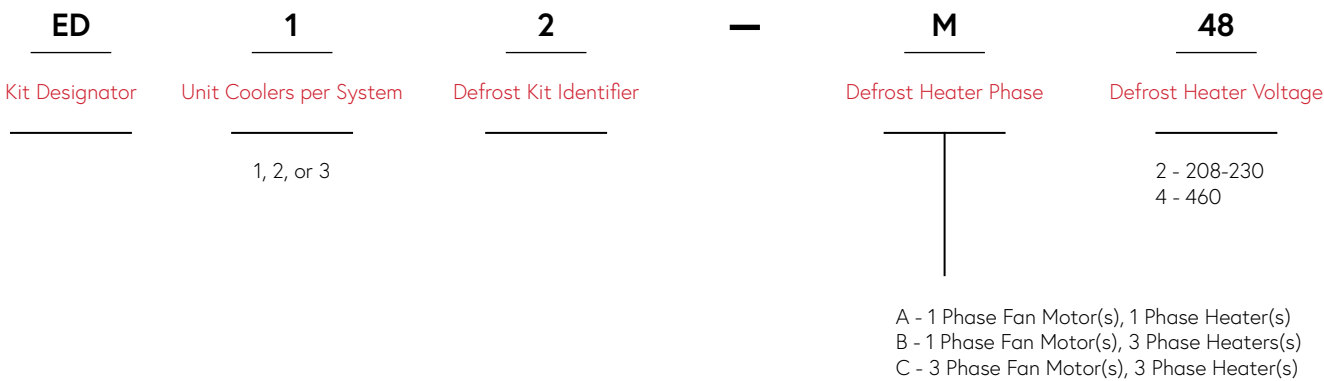 ED 1 2 — M 48
Kit Designator Unit Coolers per System Defrost Kit Identifier Defrost Heater Phase Defrost Heater Voltage
1, 2, or 3
2 - 208-230
4 - 460
A - 1 Phase Fan Motor(s), 1 Phase Heater(s)
B - 1 Phase Fan Motor(s), 3 Phase Heaters(s)
C - 3 Phase Fan Motor(s), 3 Phase Heater(s)